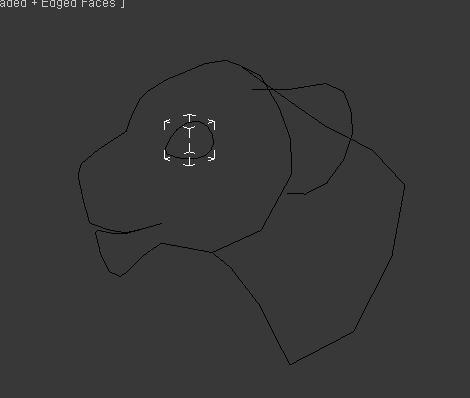 aded + Edged Faces ]